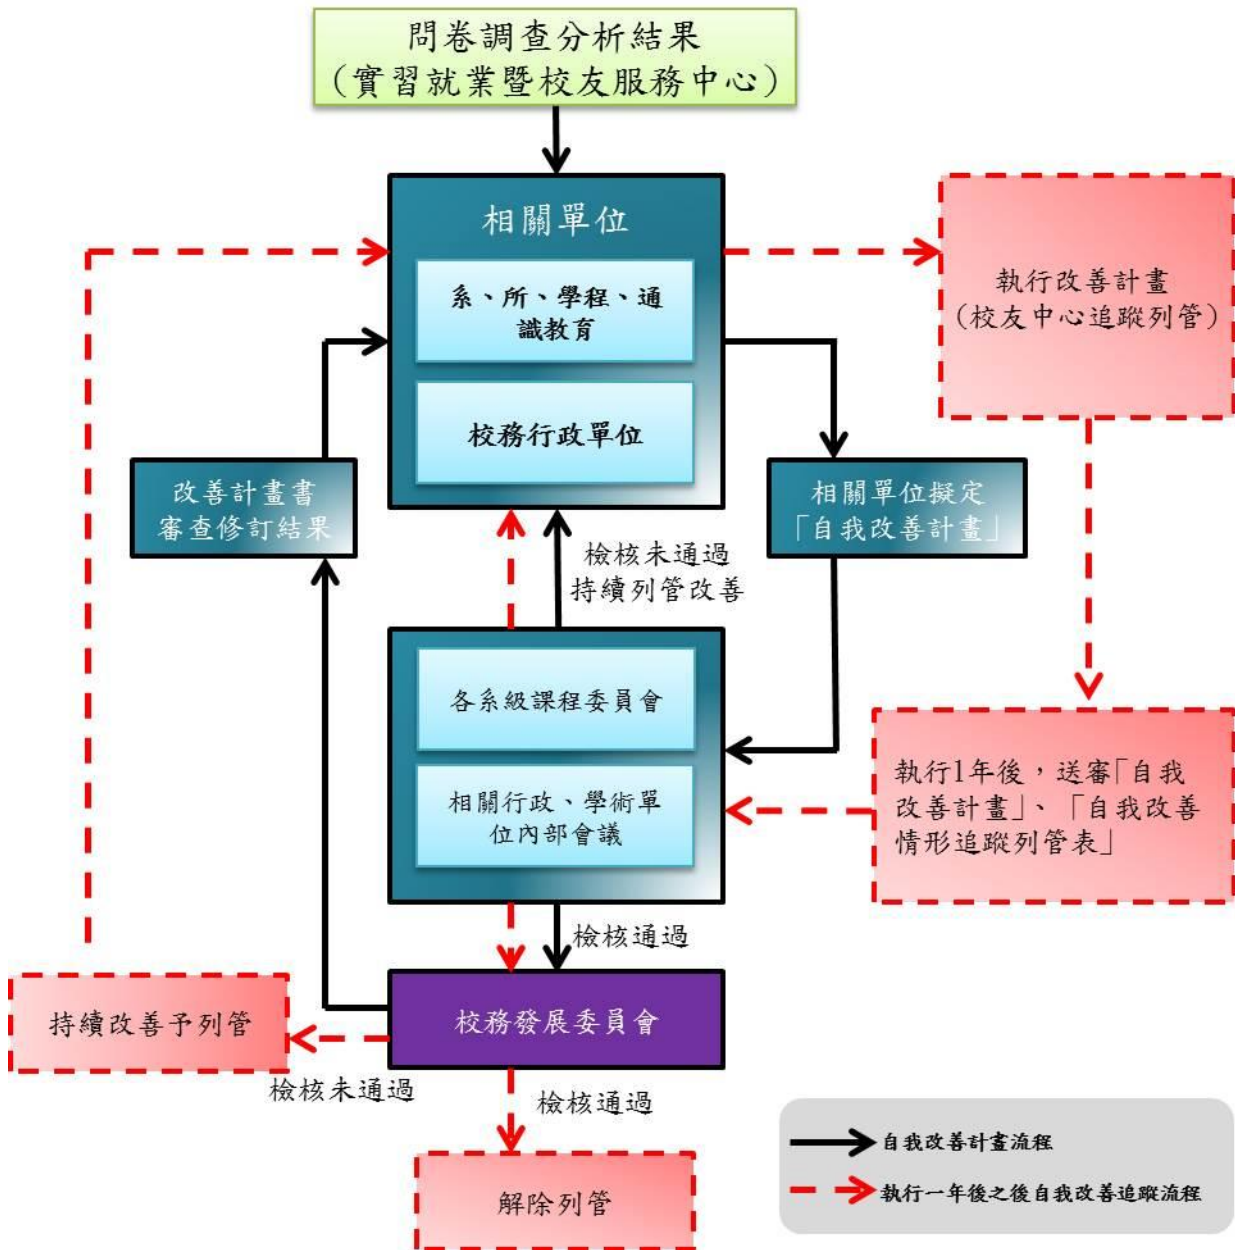 問卷調查分析結果
（實習就業暨校友服務中心）
相關單位
系、所、學程、通
識教育
校務行政單位
執行改善計畫
（校友中心追蹤列管）
改善計畫書
審查修訂結果
相關單位擬定
「自我改善計畫」
檢核未通過
持續列管改善
各系級課程委員會
相關行政、學術單
位內部會議
執行1年後，送審「自我
改善計畫」、「自我改善
情形追蹤列管表」
檢核通過
校務發展委員會
持續改善予列管
檢核未通過
檢核通過
解除列管
自我改善計畫流程
執行一年後之後自我改善追蹤流程